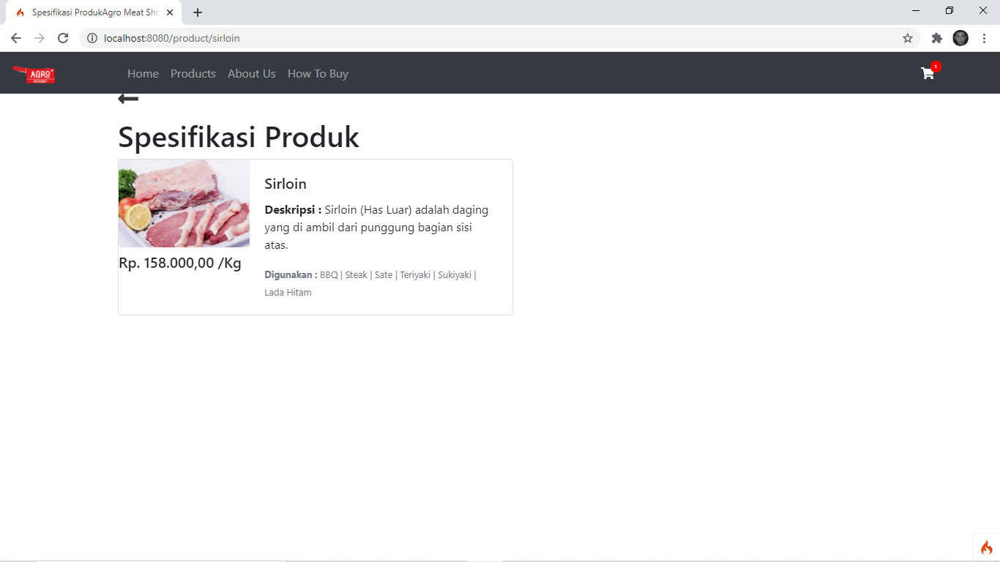 Spesifikasi ProdukAgro Meat Sho
localhost:8080/product/sirloin
AGRO
Home Products About Us How To Buy
1
Spesifikasi Produk
Sirloin
Deskripsi : Sirloin (Has Luar) adalah daging
yang di ambil dari punggung bagian sisi
atas.
Rp. 158.000,00 /Kg
Digunakan : BBQ | Steak | Sate | Teriyaki | Sukiyaki |
Lada Hitam